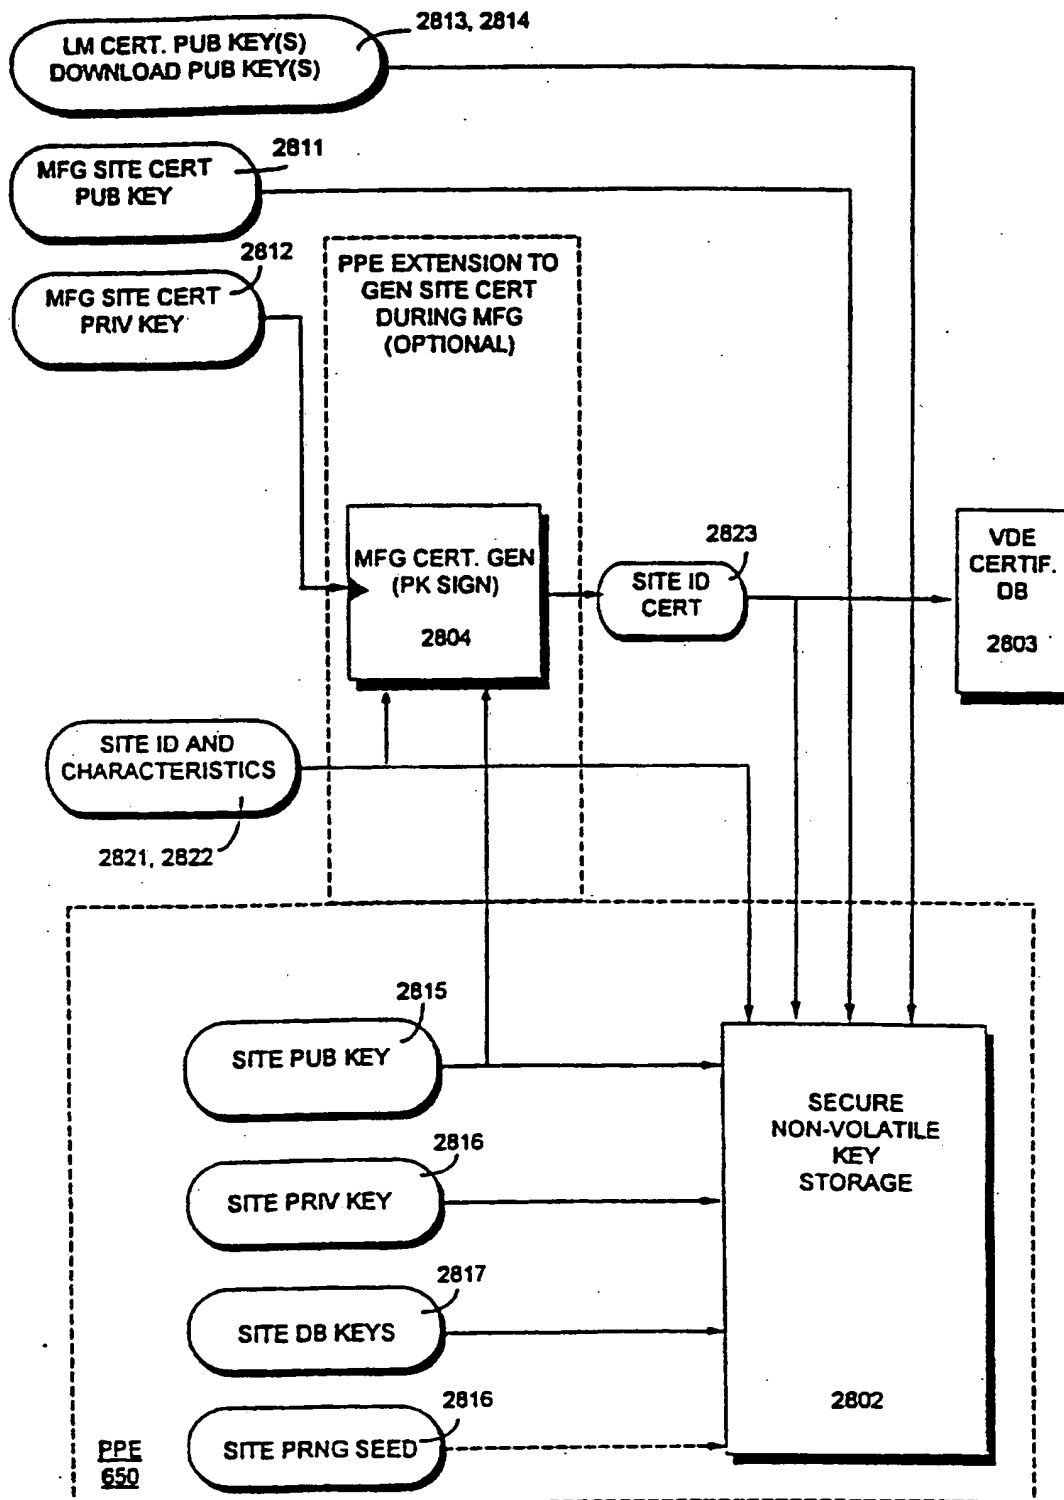 2813, 2814
LM CERT. PUB KEY(S)
DOWNLOAD PUB KEY(S)
2811
MFG SITE CERT
PUB KEY
2812
MFG SITE CERT
PRIV KEY
PPE EXTENSION TO
GEN SITE CERT
DURING MFG
(OPTIONAL)
MFG CERT. GEN
(PK SIGN)
2804
2823
SITE ID
CERT
VDE
CERTIF.
DB
2803
SITE ID AND
CHARACTERISTICS
2821, 2822
2815
SITE PUB KEY
2816
SITE PRIV KEY
2817
SITE DB KEYS
2816
SITE PRNG SEED
SECURE
NON-VOLATILE
KEY
STORAGE
2802
PPE
650